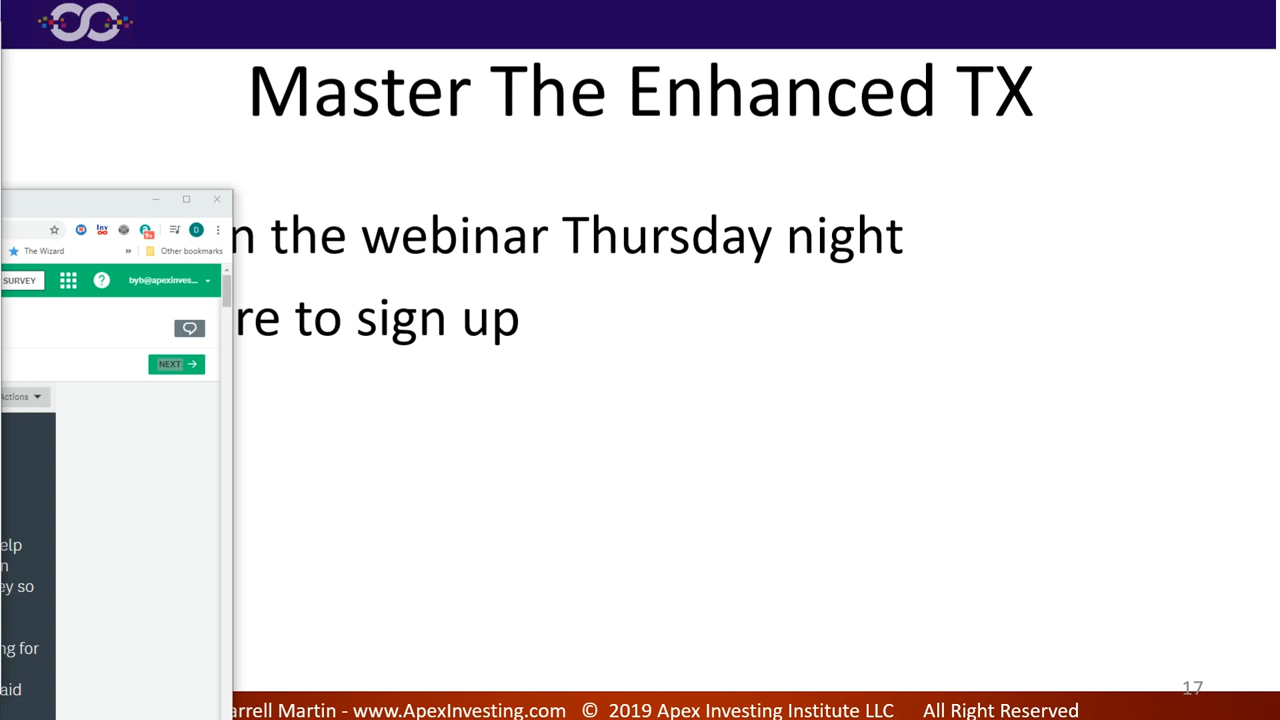 Master The Enhanced TX
n the webinar Thursday night
re to sign up
The Wizard
»
Other bookmarks
SURVEY
byb@apexinves...
NEXT
Actions
elp
n
ey so
ng for
aid
17
arrell Martin - www.ApexInvesting.com © 2019 Apex Investing Institute LLC All Right Reserved